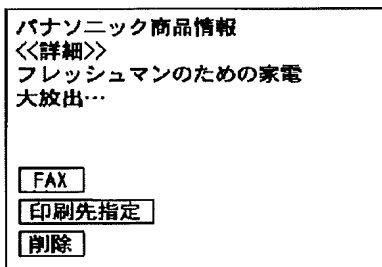 パナソニック商品情報
<<詳細>>
フレッシュマンのための家電
大放出…
FAX
印刷先指定
削除